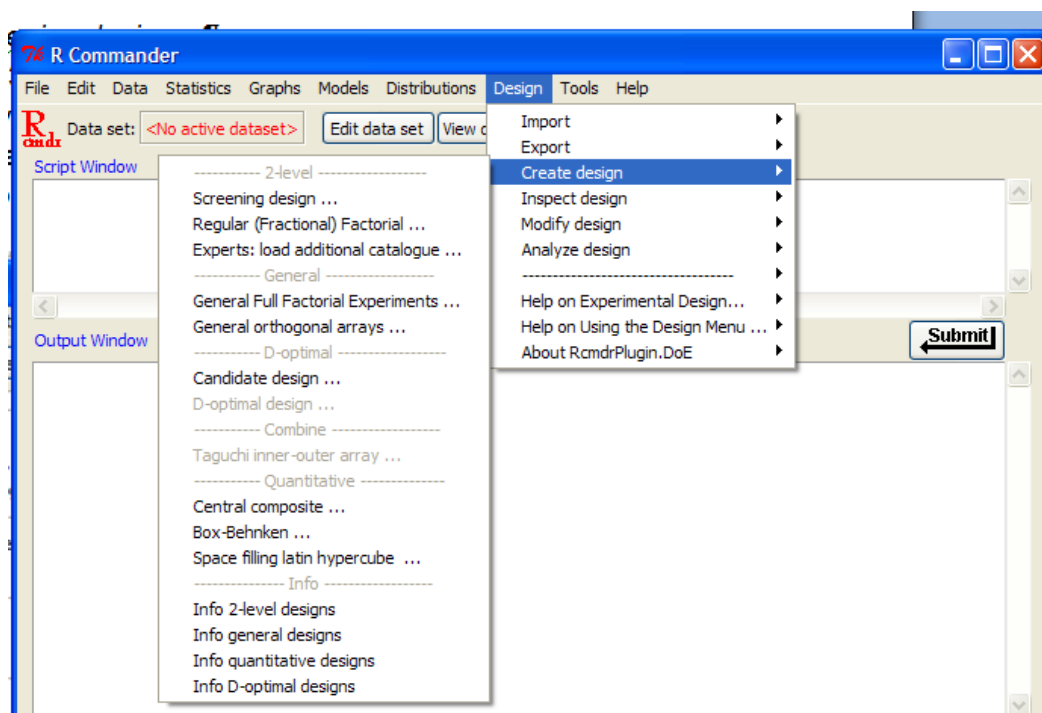 R Commander
File Edit Data Statistics Graphs Models Distributions Design Tools Help
R cmdr Data set: <No active dataset> Edit data set View
Script Window
Import
Export
Create design
Inspect design
Modify design
Analyze design
------------------------------------
Help on Experimental Design...
Help on Using the Design Menu ...
About RcmdrPlugin.DoE
----------- 2-level ------------------
Screening design ...
Regular (Fractional) Factorial ...
Experts: load additional catalogue ...
----------- General ------------------
General Full Factorial Experiments ...
General orthogonal arrays ...
----------- D-optimal ------------------
Candidate design ...
D-optimal design ...
----------- Combine ------------------
Taguchi inner-outer array ...
----------- Quantitative --------------
Central composite ...
Box-Behnken ...
Space filling latin hypercube ...
--------------- Info ------------------
Info 2-level designs
Info general designs
Info quantitative designs
Info D-optimal designs
Output Window
Submit